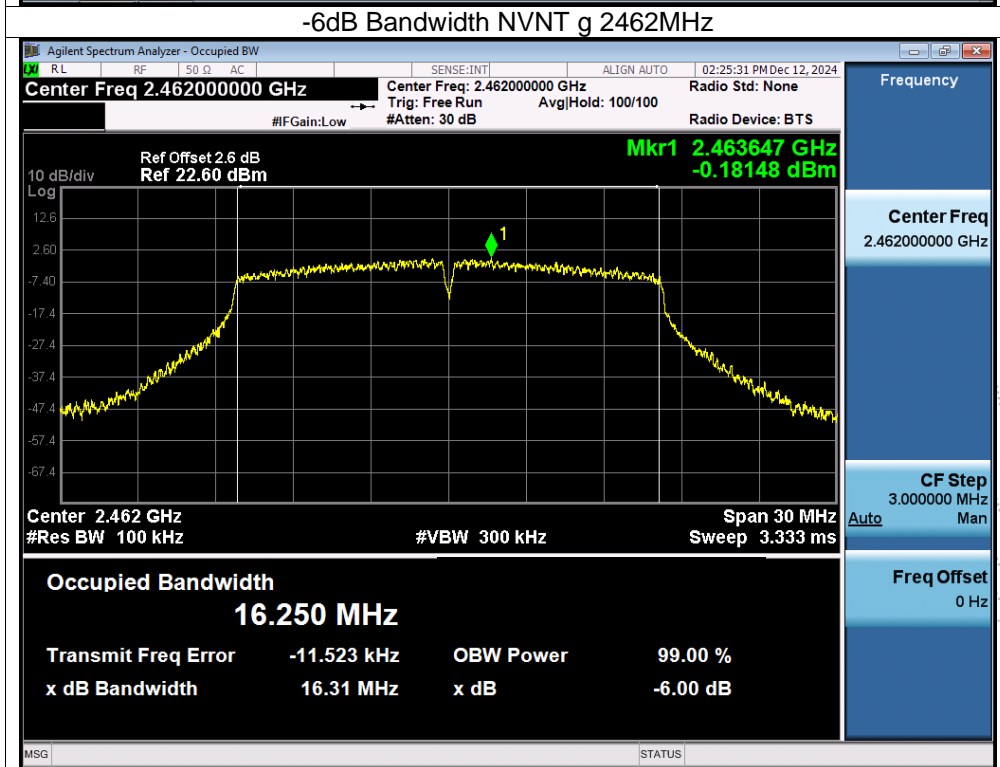 -6dB Bandwidth NVNT g 2462MHz
Agilent Spectrum Analyzer - Occupied BW
LXI RL RF 50 Ω AC SENSE:INT ALIGN AUTO 02:25:31 PM Dec 12, 2024
Center Freq 2.462000000 GHz Center Freq: 2.462000000 GHz Radio Std: None
Trig: Free Run Avg|Hold: 100/100
#IFGain:Low #Atten: 30 dB Radio Device: BTS
Frequency
Mkr1 2.463647 GHz
-0.18148 dBm
Ref Offset 2.6 dB
10 dB/div Ref 22.60 dBm
Log
12.6
2.60
-7.40
-17.4
-27.4
-37.4
-47.4
-57.4
-67.4
1
Center 2.462 GHz Span 30 MHz
#Res BW 100 kHz #VBW 300 kHz Sweep 3.333 ms
Center Freq
2.462000000 GHz
CF Step
3.000000 MHz
Auto Man
Freq Offset
0 Hz
Occupied Bandwidth
16.250 MHz
Transmit Freq Error -11.523 kHz OBW Power 99.00 %
x dB Bandwidth 16.31 MHz x dB -6.00 dB
MSG STATUS